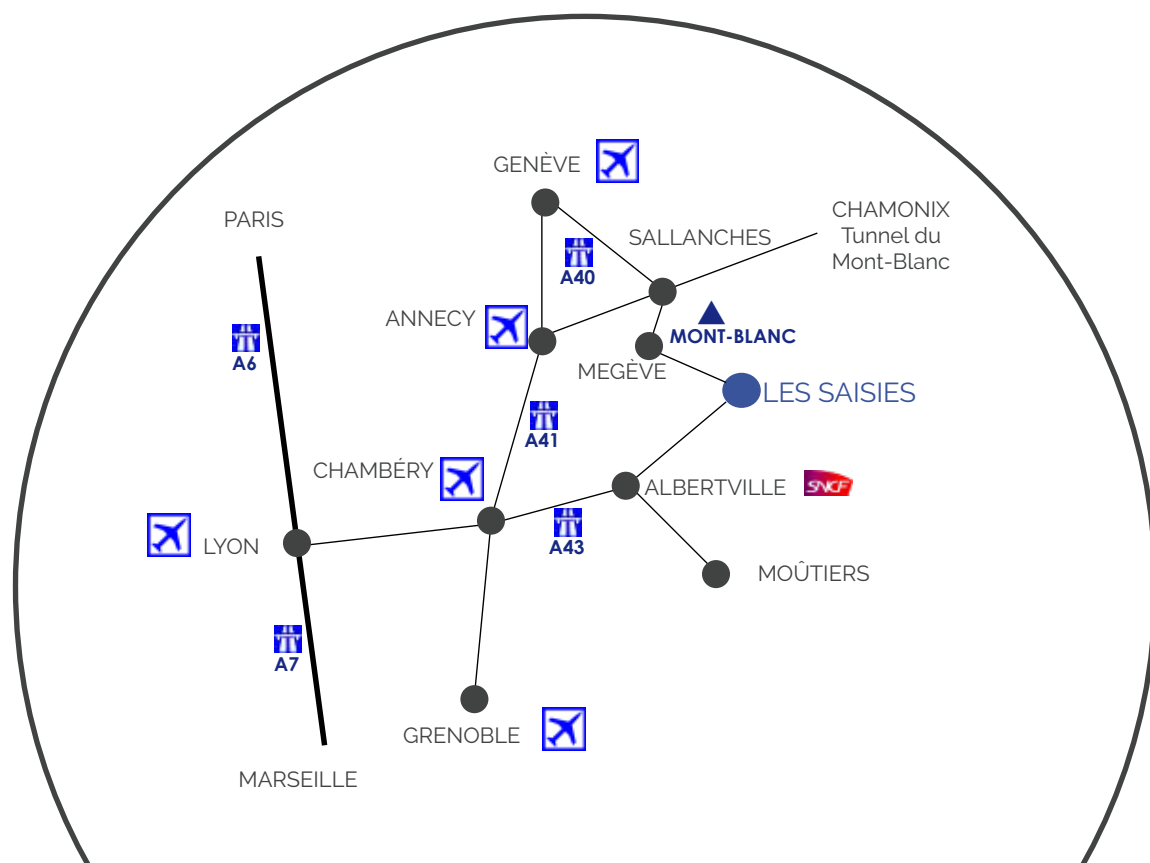 GENÈVE
PARIS
CHAMONIX
Tunnel du
Mont-Blanc
SALLANCHES
A40
ANNECY
MONT-BLANC
A6
MEGÈVE
LES SAISIES
A41
CHAMBÉRY
ALBERTVILLE
SNCF
LYON
A43
MOÛTIERS
A7
GRENOBLE
MARSEILLE